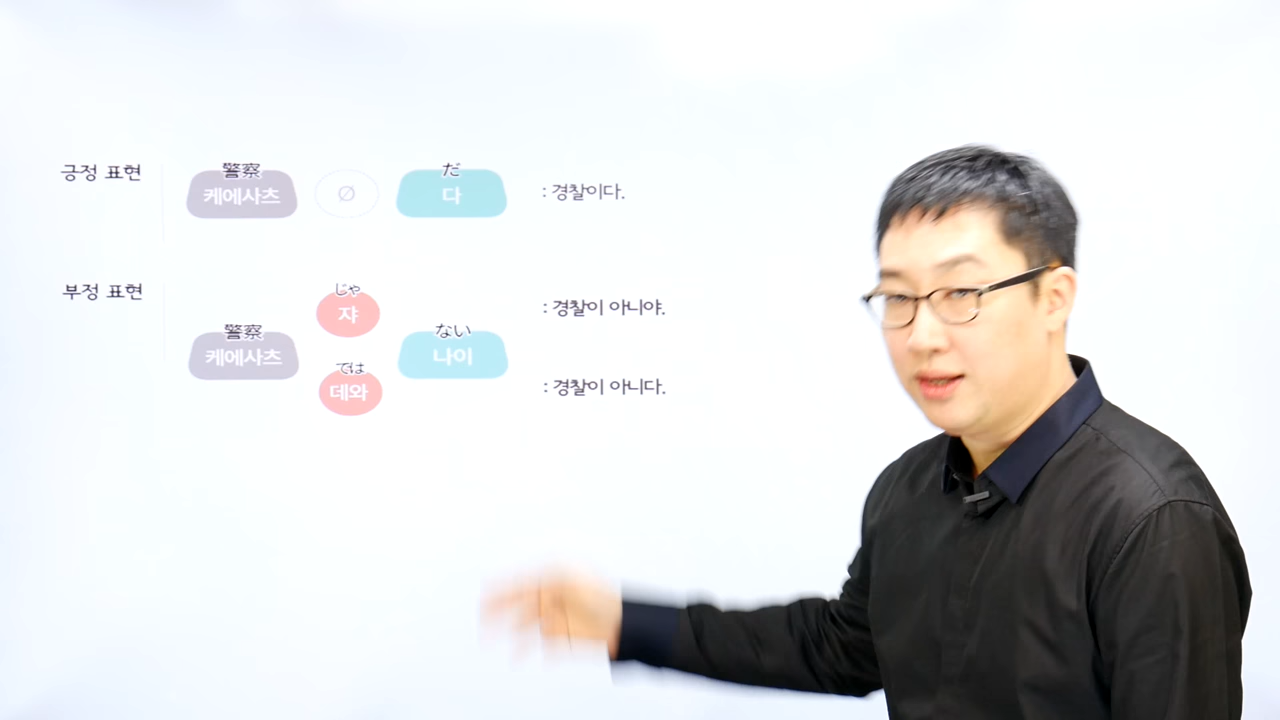 긍정 표현
警察 だ
케에사츠 Ø 다 : 경찰이다.
부정 표현
じゃ
쟈 : 경찰이 아니야.
警察 ない
케에사츠 나이
では
데와 : 경찰이 아니다.